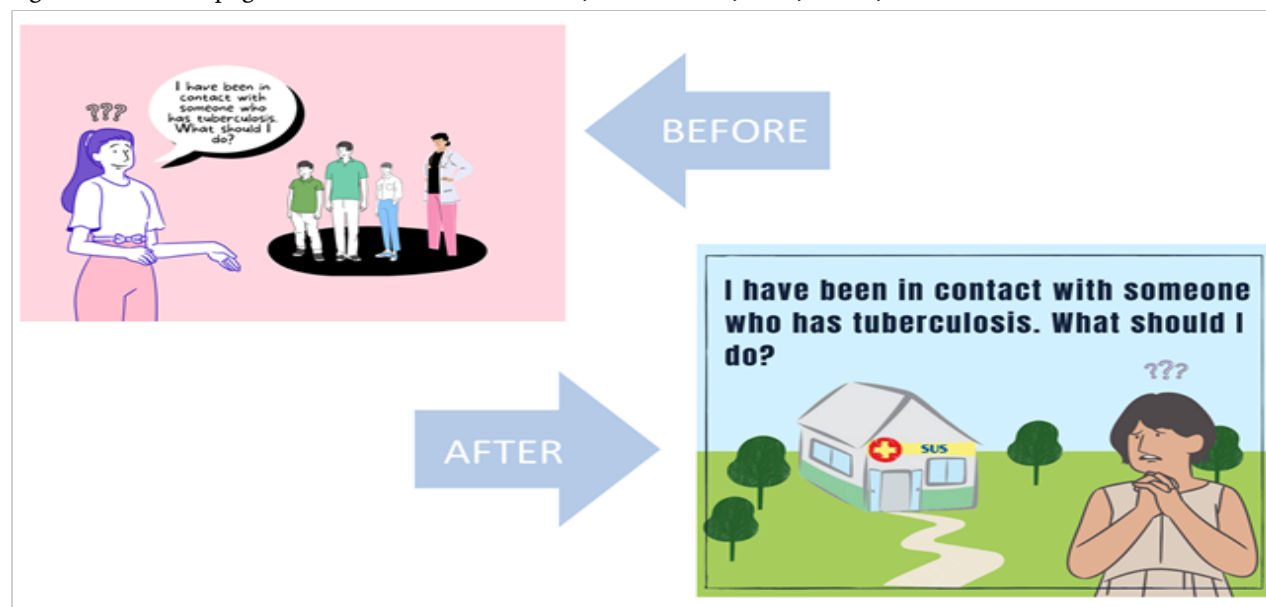 ???
I have been in
contact with
someone who
has tuberculosis.
What should I
do?
BEFORE
I have been in contact with someone
who has tuberculosis. What should I
do?
???
SUS
AFTER